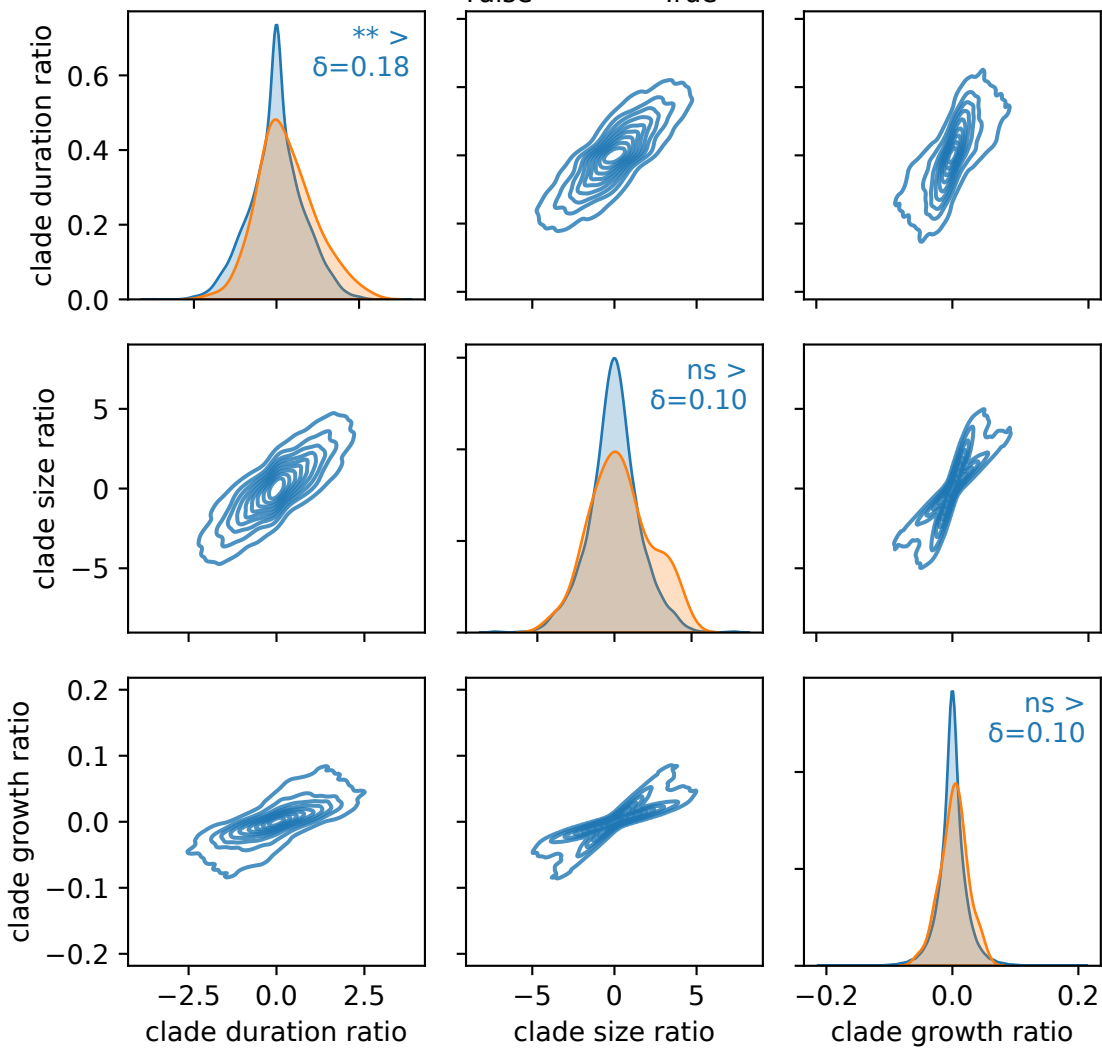 ** >
δ=0.18
clade duration ratio
0.6
0.4
0.2
0.0
ns >
δ=0.10
clade size ratio
5
0
−5
ns >
δ=0.10
clade growth ratio
0.2
0.1
0.0
−0.1
−0.2
−2.5 0.0 2.5 −5 0 5 −0.2 0.0 0.2
clade duration ratio clade size ratio clade growth ratio